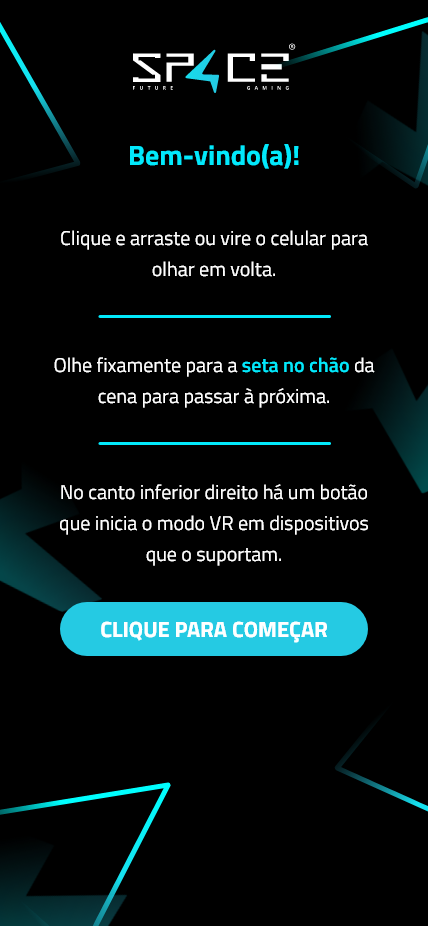 SPACE®
FUTURE GAMING
Bem-vindo(a)!
Clique e arraste ou vire o celular para
olhar em volta.
Olhe fixamente para a seta no chão da
cena para passar à próxima.
No canto inferior direito há um botão
que inicia o modo VR em dispositivos
que o suportam.
CLIQUE PARA COMEÇAR